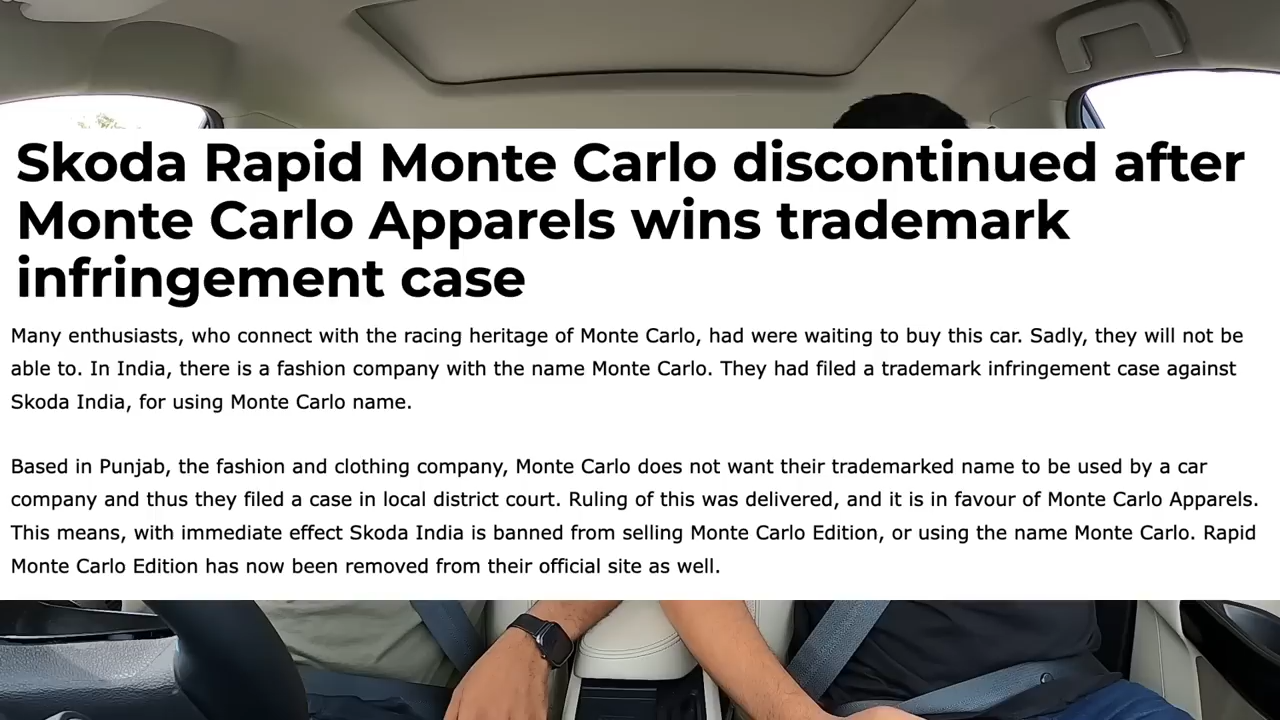 Skoda Rapid Monte Carlo discontinued after
Monte Carlo Apparels wins trademark
infringement case
Many enthusiasts, who connect with the racing heritage of Monte Carlo, had were waiting to buy this car. Sadly, they will not be
able to. In India, there is a fashion company with the name Monte Carlo. They had filed a trademark infringement case against
Skoda India, for using Monte Carlo name.
Based in Punjab, the fashion and clothing company, Monte Carlo does not want their trademarked name to be used by a car
company and thus they filed a case in local district court. Ruling of this was delivered, and it is in favour of Monte Carlo Apparels.
This means, with immediate effect Skoda India is banned from selling Monte Carlo Edition, or using the name Monte Carlo. Rapid
Monte Carlo Edition has now been removed from their official site as well.